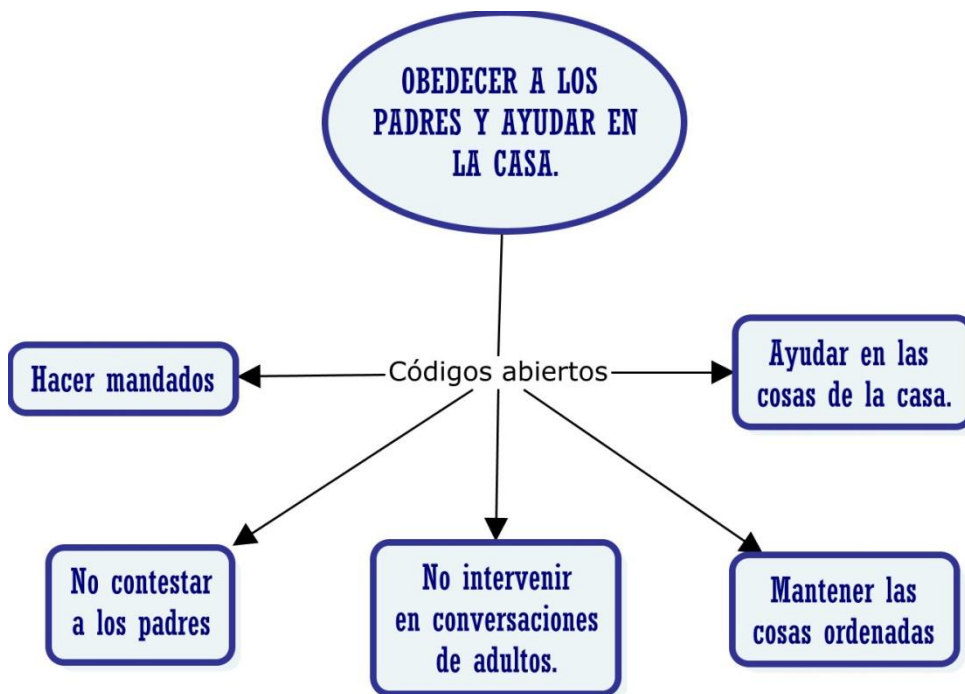 OBEDECER A LOS
PADRES Y AYUDAR EN
LA CASA.
Códigos abiertos
Hacer mandados
Ayudar en las
cosas de la casa.
No contestar
a los padres
No intervenir
en conversaciones
de adultos.
Mantener las
cosas ordenadas